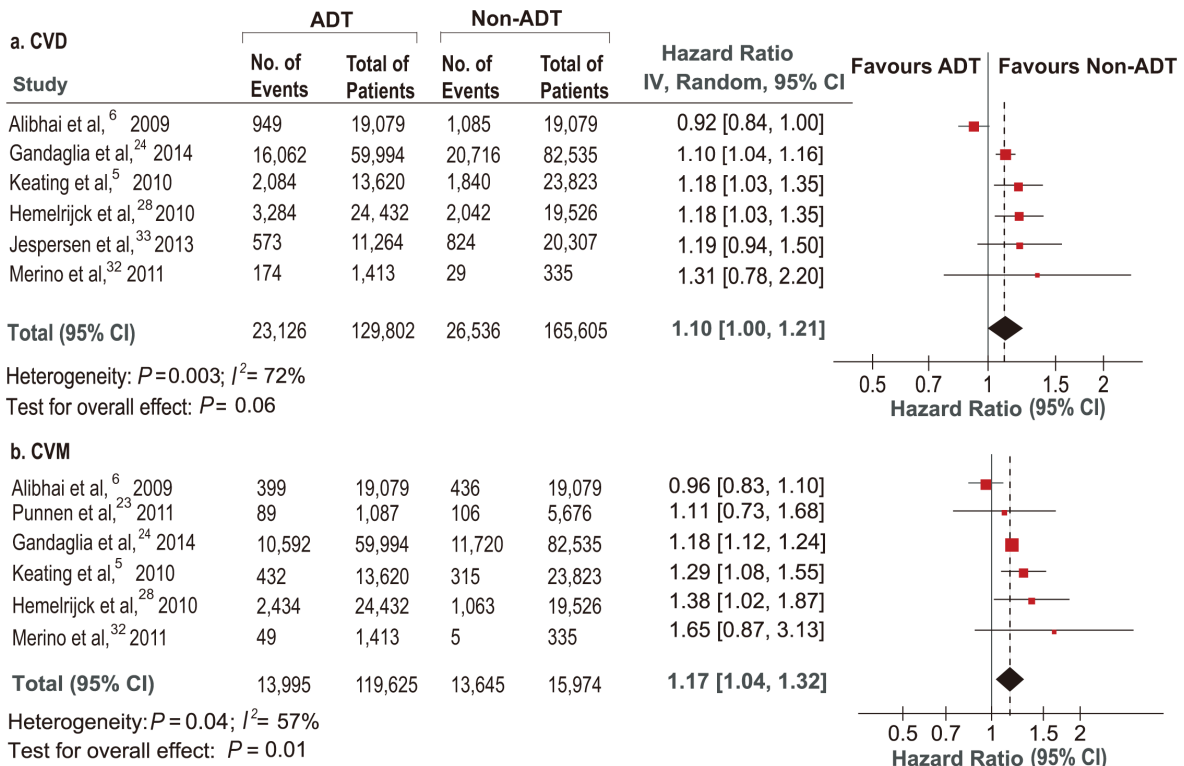 ADT Non-ADT
a. CVD
Hazard Ratio
IV, Random, 95% CI
Study No. of Events Total of Patients No. of Events Total of Patients
Favours ADT Favours Non-ADT
Alibhai et al,6 2009 949 19,079 1,085 19,079 0.92 [0.84, 1.00]
Gandaglia et al,24 2014 16,062 59,994 20,716 82,535 1.10 [1.04, 1.16]
Keating et al,5 2010 2,084 13,620 1,840 23,823 1.18 [1.03, 1.35]
Hemelrijck et al,28 2010 3,284 24, 432 2,042 19,526 1.18 [1.03, 1.35]
Jespersen et al,33 2013 573 11,264 824 20,307 1.19 [0.94, 1.50]
Merino et al,32 2011 174 1,413 29 335 1.31 [0.78, 2.20]
Total (95% CI) 23,126 129,802 26,536 165,605 1.10 [1.00, 1.21]
Heterogeneity: P=0.003; I2= 72%
Test for overall effect: P= 0.06
0.5 0.7 1 1.5 2
Hazard Ratio (95% CI)
b. CVM
Alibhai et al,6 2009 399 19,079 436 19,079 0.96 [0.83, 1.10]
Punnen et al,23 2011 89 1,087 106 5,676 1.11 [0.73, 1.68]
Gandaglia et al,24 2014 10,592 59,994 11,720 82,535 1.18 [1.12, 1.24]
Keating et al,5 2010 432 13,620 315 23,823 1.29 [1.08, 1.55]
Hemelrijck et al,28 2010 2,434 24,432 1,063 19,526 1.38 [1.02, 1.87]
Merino et al,32 2011 49 1,413 5 335 1.65 [0.87, 3.13]
Total (95% CI) 13,995 119,625 13,645 15,974 1.17 [1.04, 1.32]
Heterogeneity:P=0.04; I2= 57%
Test for overall effect: P = 0.01
0.5 0.7 1 1.5 2
Hazard Ratio (95% CI)